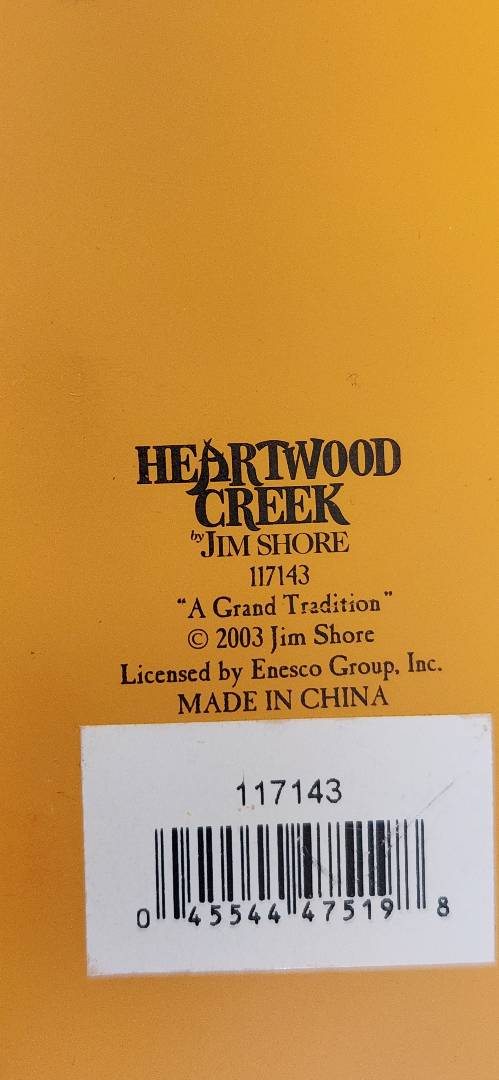 HEARTWOOD
CREEK
by JIM SHORE
117143
"A Grand Tradition"
© 2003 Jim Shore
Licensed by Enesco Group, Inc.
MADE IN CHINA
117143
0 45544 47519 8